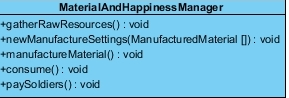 MaterialAndHappinessManager
+gatherRawResources() : void
+newManufactureSettings(ManufacturedMaterial []) : void
+manufactureMaterial() : void
+consume() : void
+paySoldiers() : void